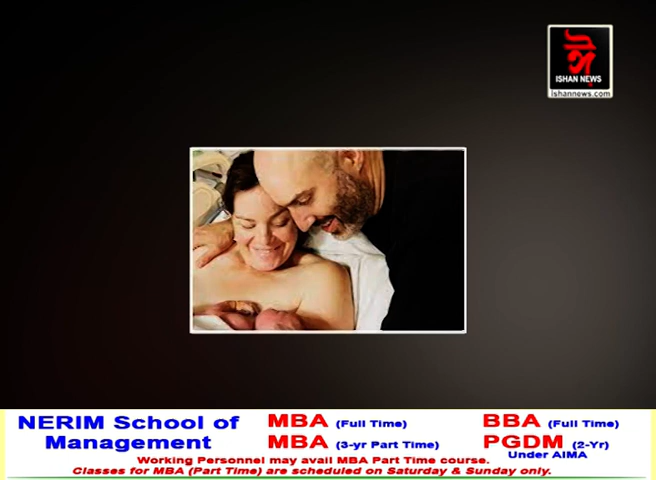 ঈ
ISHAN NEWS
ishannews.com
NERIM School of Management
MBA (Full Time)
MBA (3-yr Part Time)
BBA (Full Time)
PGDM (2-Yr)
Under AIMA
Working Personnel may avail MBA Part Time course.
Classes for MBA (Part Time) are scheduled on Saturday & Sunday only.